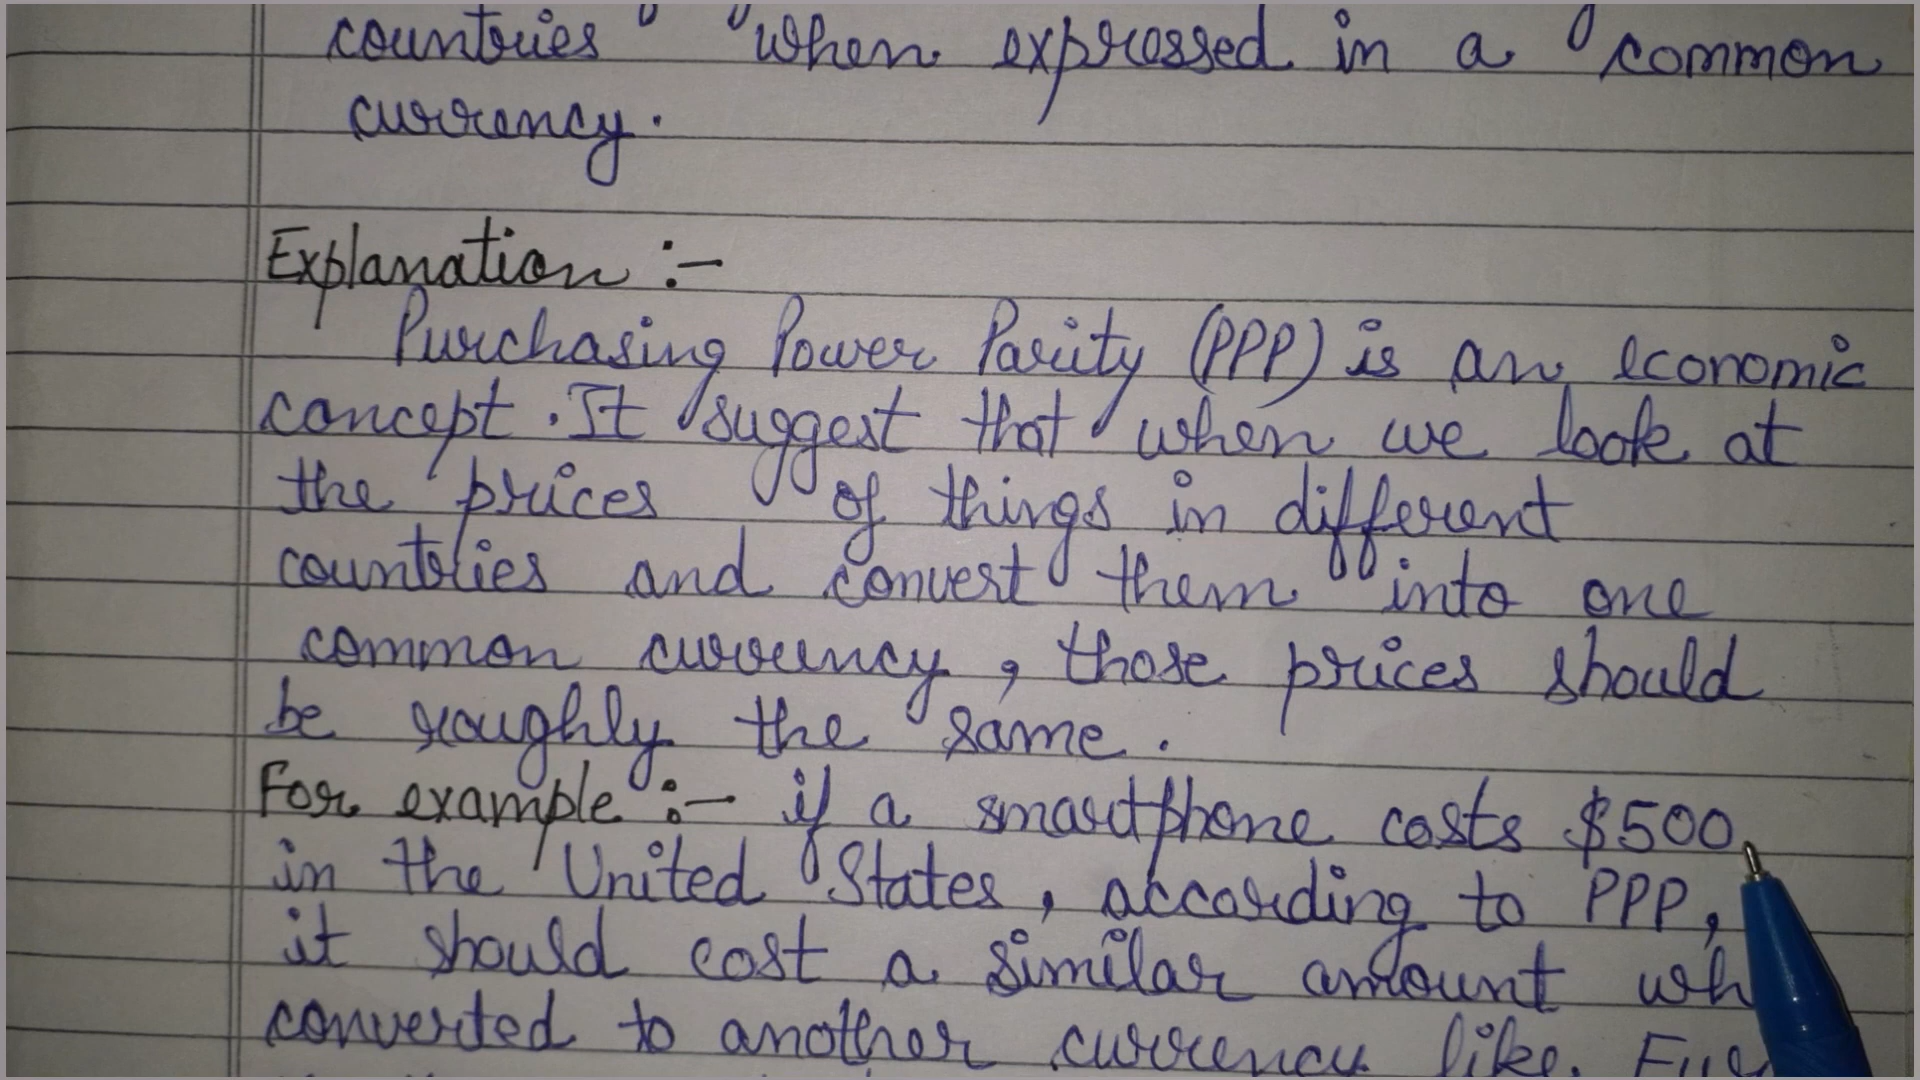 countries when expressed in a common
currency.
Explanation :-
Purchasing Power Parity (PPP) is an economic
concept. It suggest that when we look at
the prices of things in different
countries and convert them into one
common currency, those prices should
be roughly the same.
For example :- if a smartphone costs $500
in the United States, according to PPP,
it should cost a similar amount
converted to another currency like